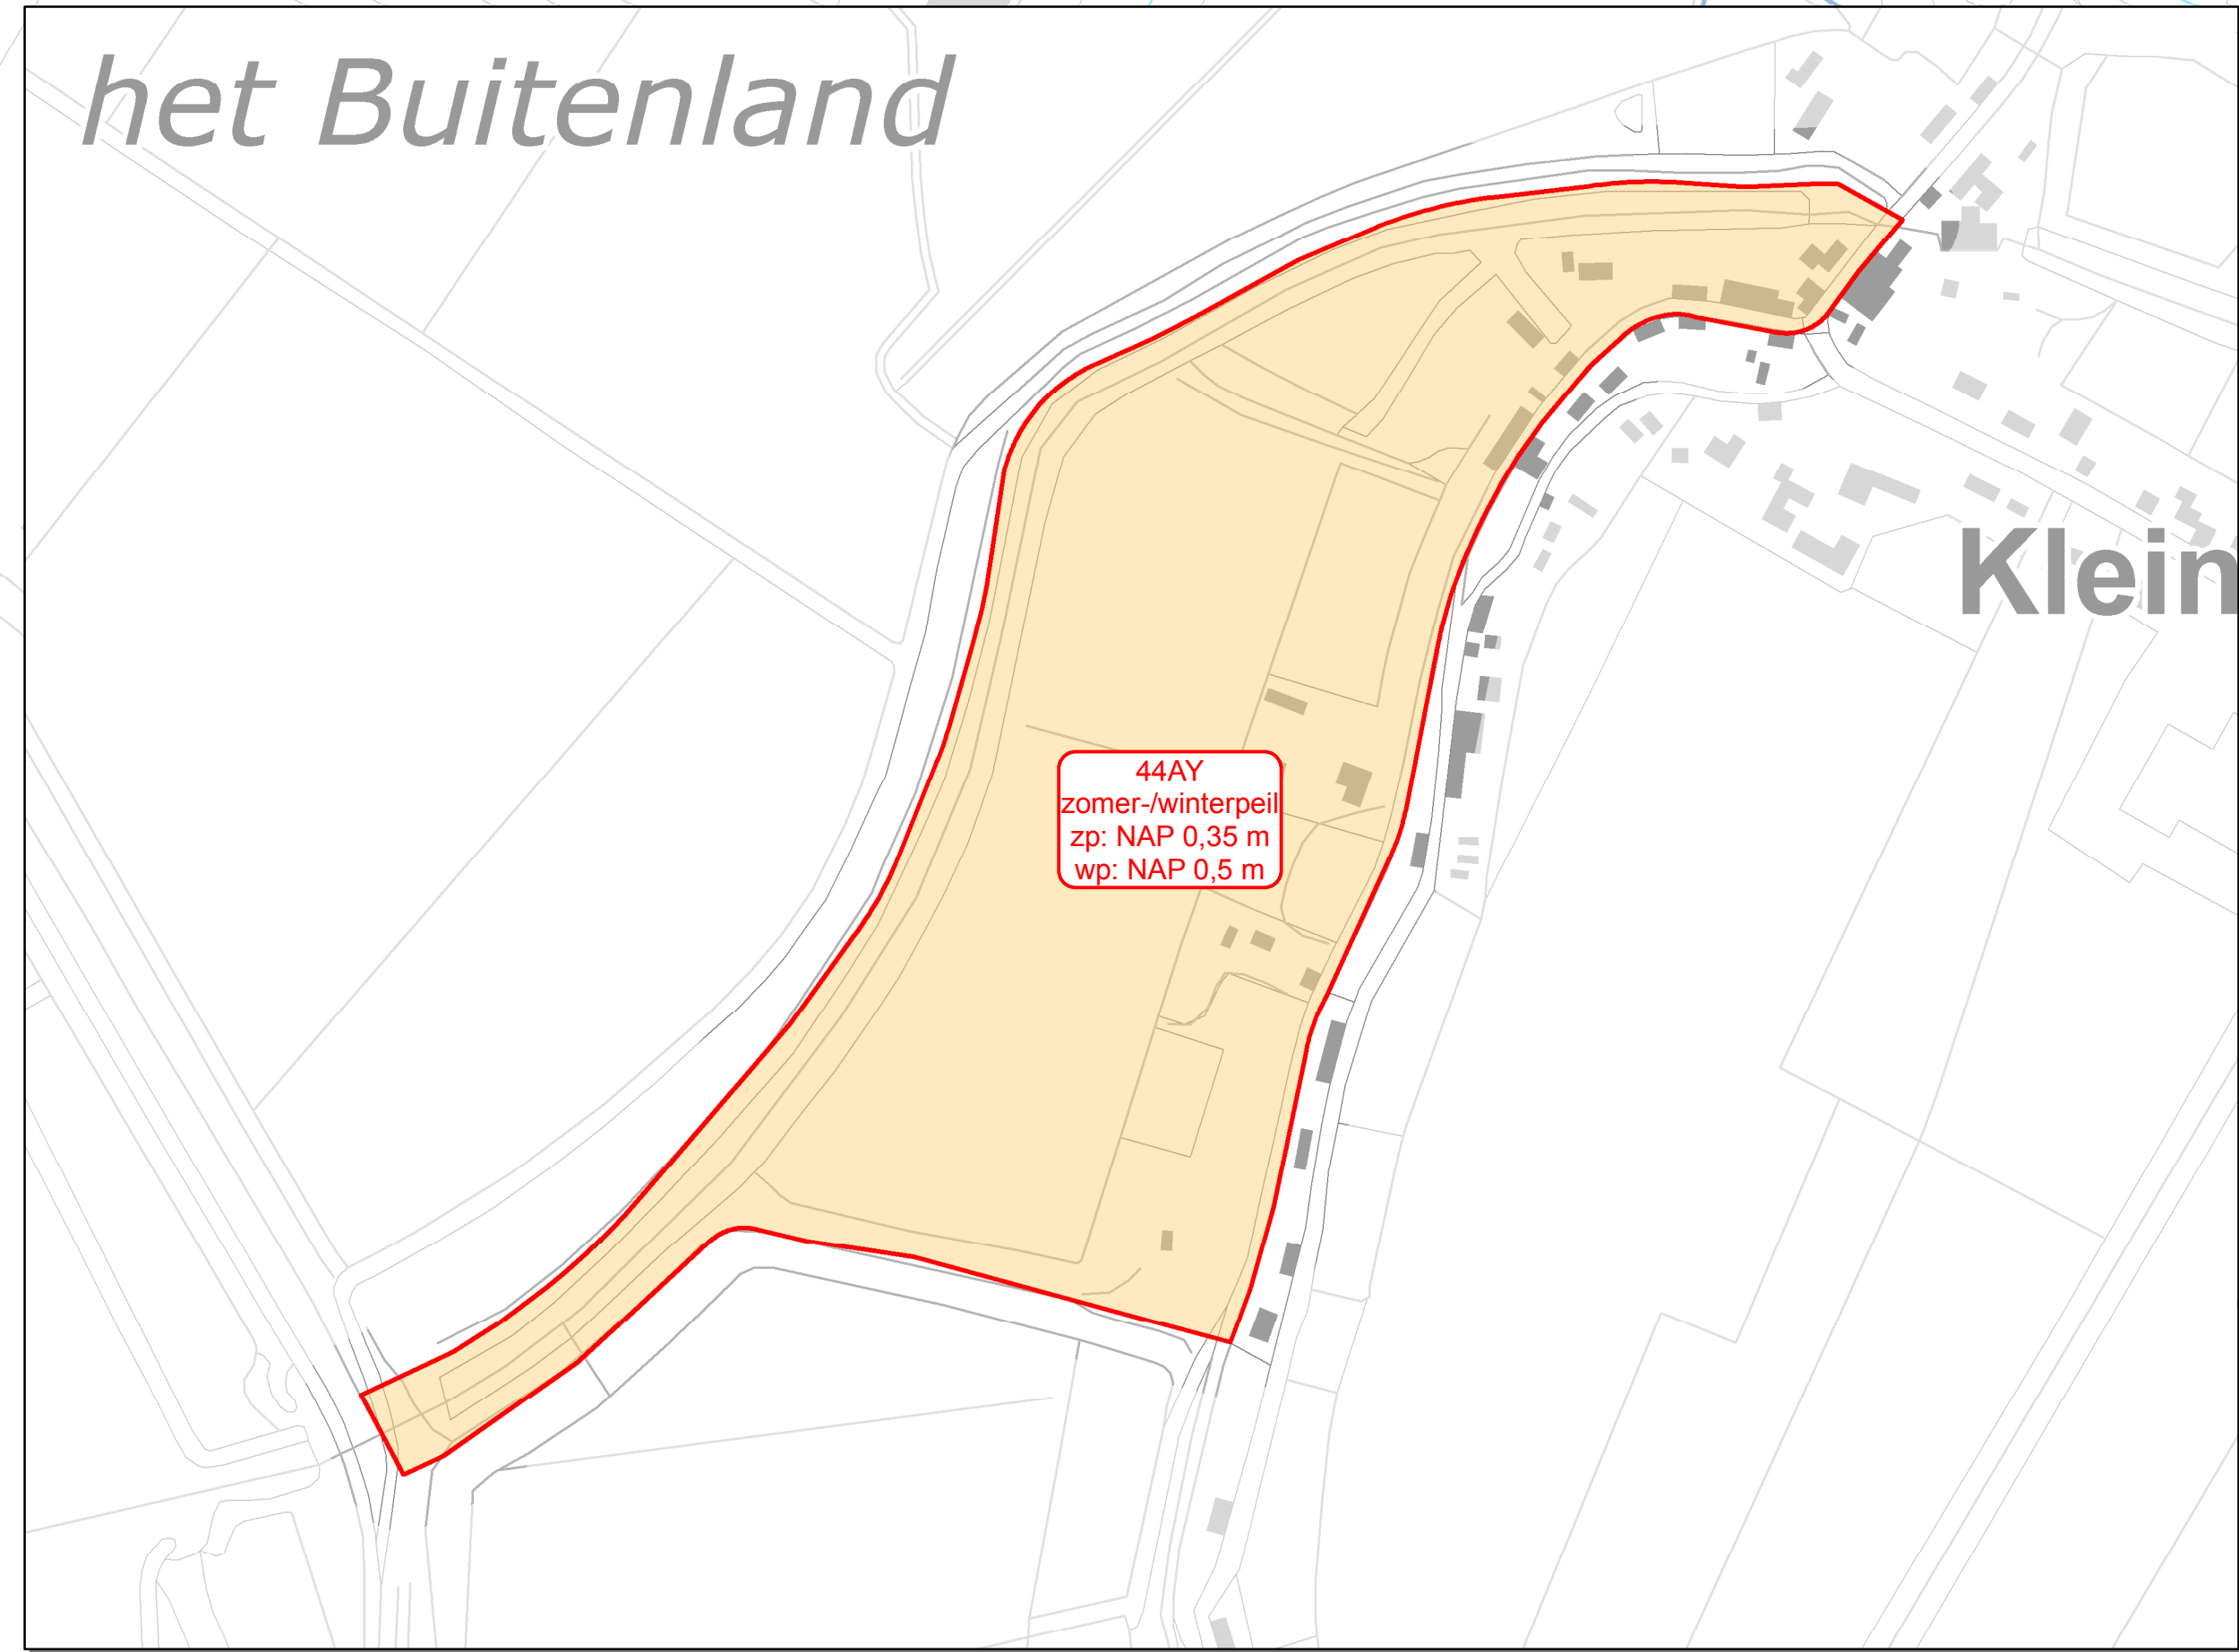 het Buitenland
Klein
44AY
zomer-/winterpeil
zp: NAP 0,35 m
wp: NAP 0,5 m